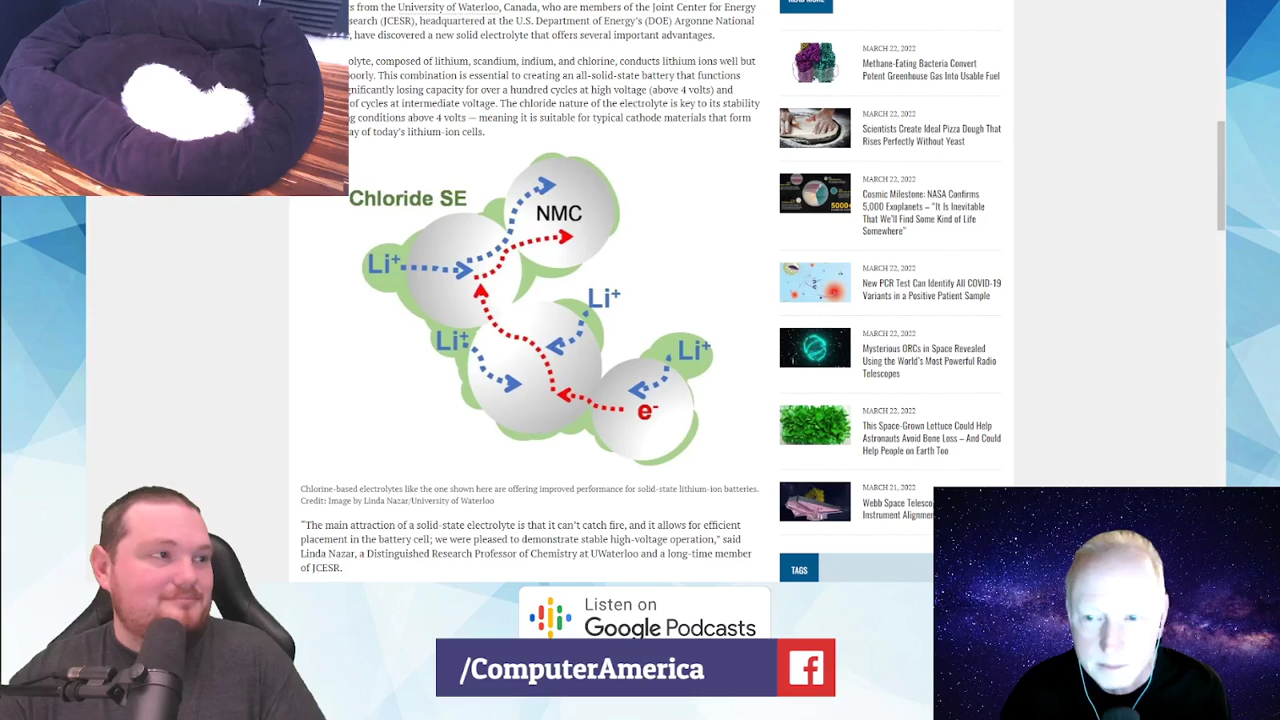 s from the University of Waterloo, Canada, who are members of the Joint Center for Energy
search (JCESR), headquartered at the U.S. Department of Energy's (DOE) Argonne National
, have discovered a new solid electrolyte that offers several important advantages.
olyte, composed of lithium, scandium, indium, and chlorine, conducts lithium ions well but
oorly. This combination is essential to creating an all-solid-state battery that functions
gnificantly losing capacity for over a hundred cycles at high voltage (above 4 volts) and
of cycles at intermediate voltage. The chloride nature of the electrolyte is key to its stability
g conditions above 4 volts — meaning it is suitable for typical cathode materials that form
ay of today's lithium-ion cells.
Chloride SE
NMC
Li+
Li+
Li+
Li+
e-
Chlorine-based electrolytes like the one shown here are offering improved performance for solid-state lithium-ion batteries.
Credit: Image by Linda Nazar/University of Waterloo
“The main attraction of a solid-state electrolyte is that it can't catch fire, and it allows for efficient
placement in the battery cell; we were pleased to demonstrate stable high-voltage operation,” said
Linda Nazar, a Distinguished Research Professor of Chemistry at UWaterloo and a long-time member
of JCESR.
READ MORE
MARCH 22, 2022
Methane-Eating Bacteria Convert
Potent Greenhouse Gas Into Usable Fuel
MARCH 22, 2022
Scientists Create Ideal Pizza Dough That
Rises Perfectly Without Yeast
MARCH 22, 2022
Cosmic Milestone: NASA Confirms
5,000 Exoplanets – “It Is Inevitable
That We'll Find Some Kind of Life
Somewhere”
5000+
MARCH 22, 2022
New PCR Test Can Identify All COVID-19
Variants in a Positive Patient Sample
MARCH 22, 2022
Mysterious ORCs in Space Revealed
Using the World's Most Powerful Radio
Telescopes
MARCH 22, 2022
This Space-Grown Lettuce Could Help
Astronauts Avoid Bone Loss – And Could
Help People on Earth Too
MARCH 21, 2022
Webb Space Telesco
Instrument Alignmen
TAGS
Listen on
Google Podcasts
/ComputerAmerica